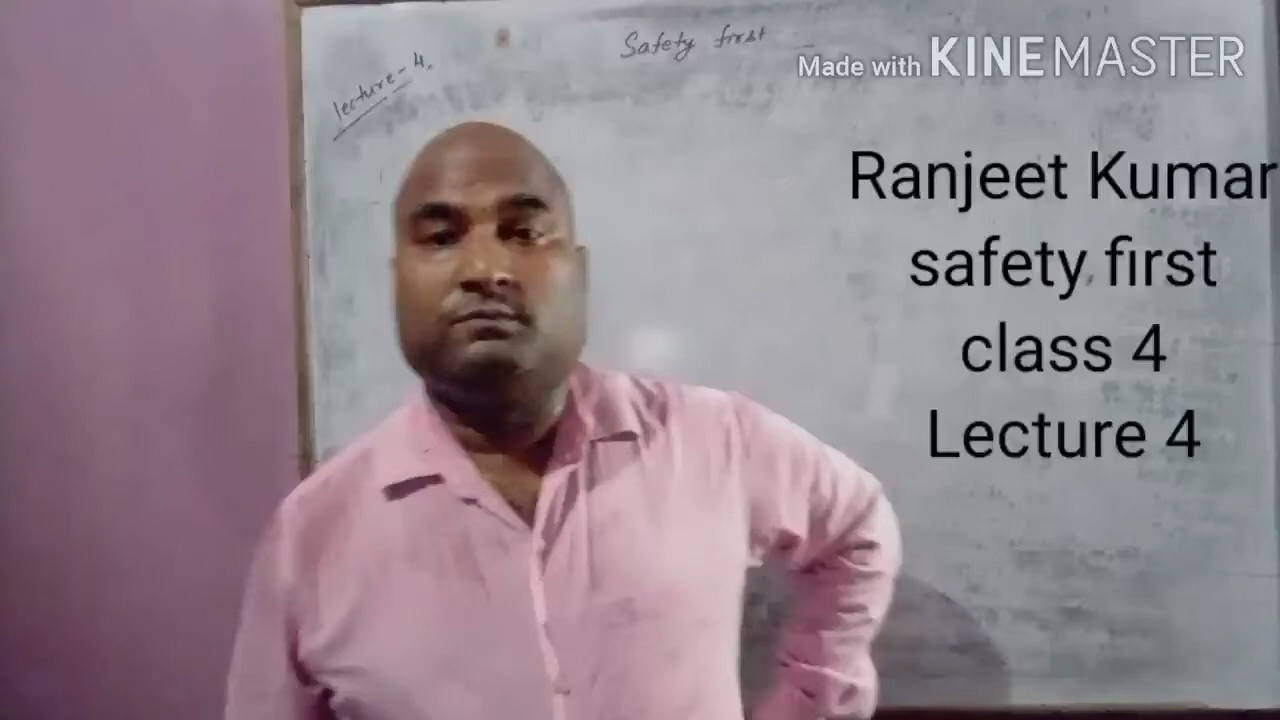 Safety first
lecture-4.
Made with KINEMASTER
Ranjeet Kumar
safety first
class 4
Lecture 4